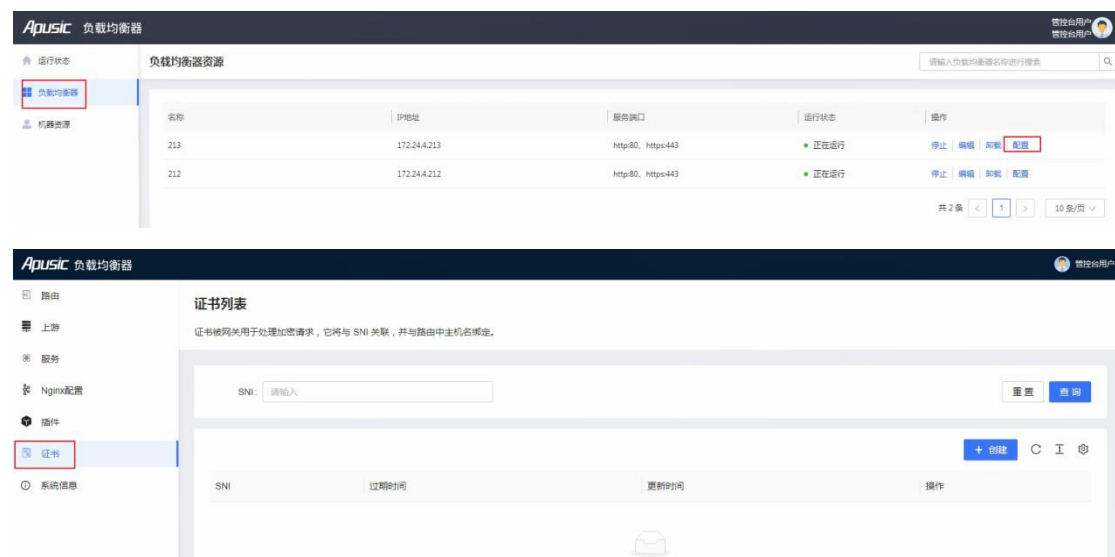 Apusic 负载均衡器
管控台用户
管控台用户
运行状态
负载均衡器
机器资源
负载均衡器资源
请输入负载均衡器名称进行搜索
名称 IP地址 服务端口 运行状态 操作
213 172.24.4.213 http:80、https:443 正在运行 停止 编辑 卸载 配置
212 172.24.4.212 http:80、https:443 正在运行 停止 编辑 卸载 配置
共 2 条 < 1 > 10 条/页
Apusic 负载均衡器
管控台用户
路由
上游
服务
Nginx配置
插件
证书
系统信息
证书列表
证书被网关用于处理加密请求，它将与 SNI 关联，并与路由中主机名绑定。
SNI: 请输入 重置 查询
+ 创建
SNI 过期时间 更新时间 操作